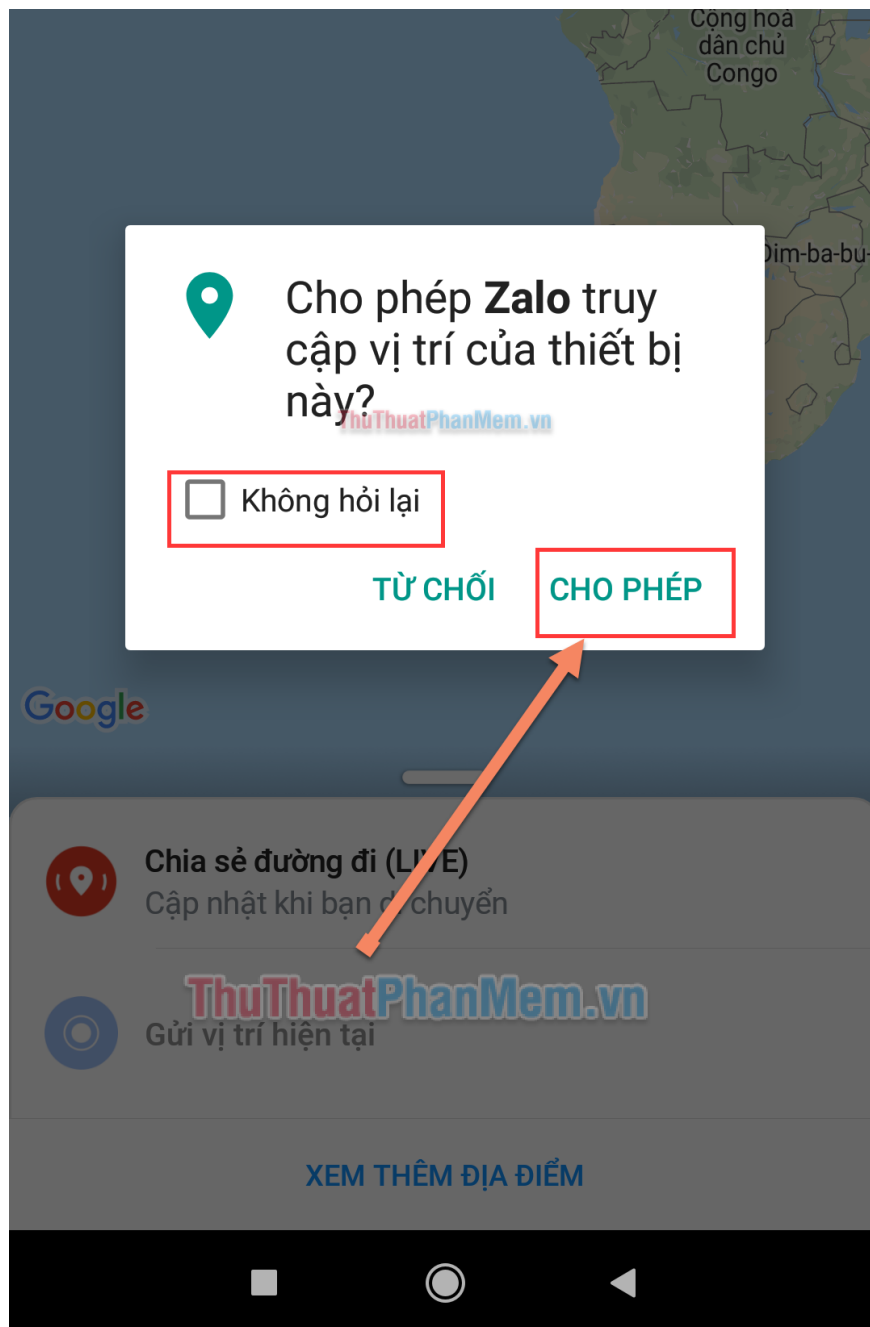 Cộng hoà
dân chủ
Congo
Dim-ba-bu-
Cho phép Zalo truy
cập vị trí của thiết bị
này?
ThuThuatPhanMem.vn
Không hỏi lại
TỪ CHỐI
CHO PHÉP
Google
Chia sẻ đường đi (LIVE)
Cập nhật khi bạn di chuyển
ThuThuatPhanMem.vn
Gửi vị trí hiện tại
XEM THÊM ĐỊA ĐIỂM